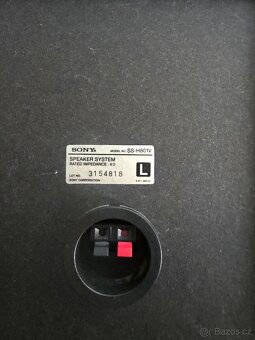 SONY® MODEL NO. SS-H801V
SPEAKER SYSTEM
RATED IMPEDANCE : 6Ω
LOT NO. 3154818
SONY CORPORATION
L
Bazos.cz